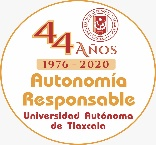 44 AÑOS
1976 - 2020
Autonomía
Responsable
Universidad Autónoma
de Tlaxcala